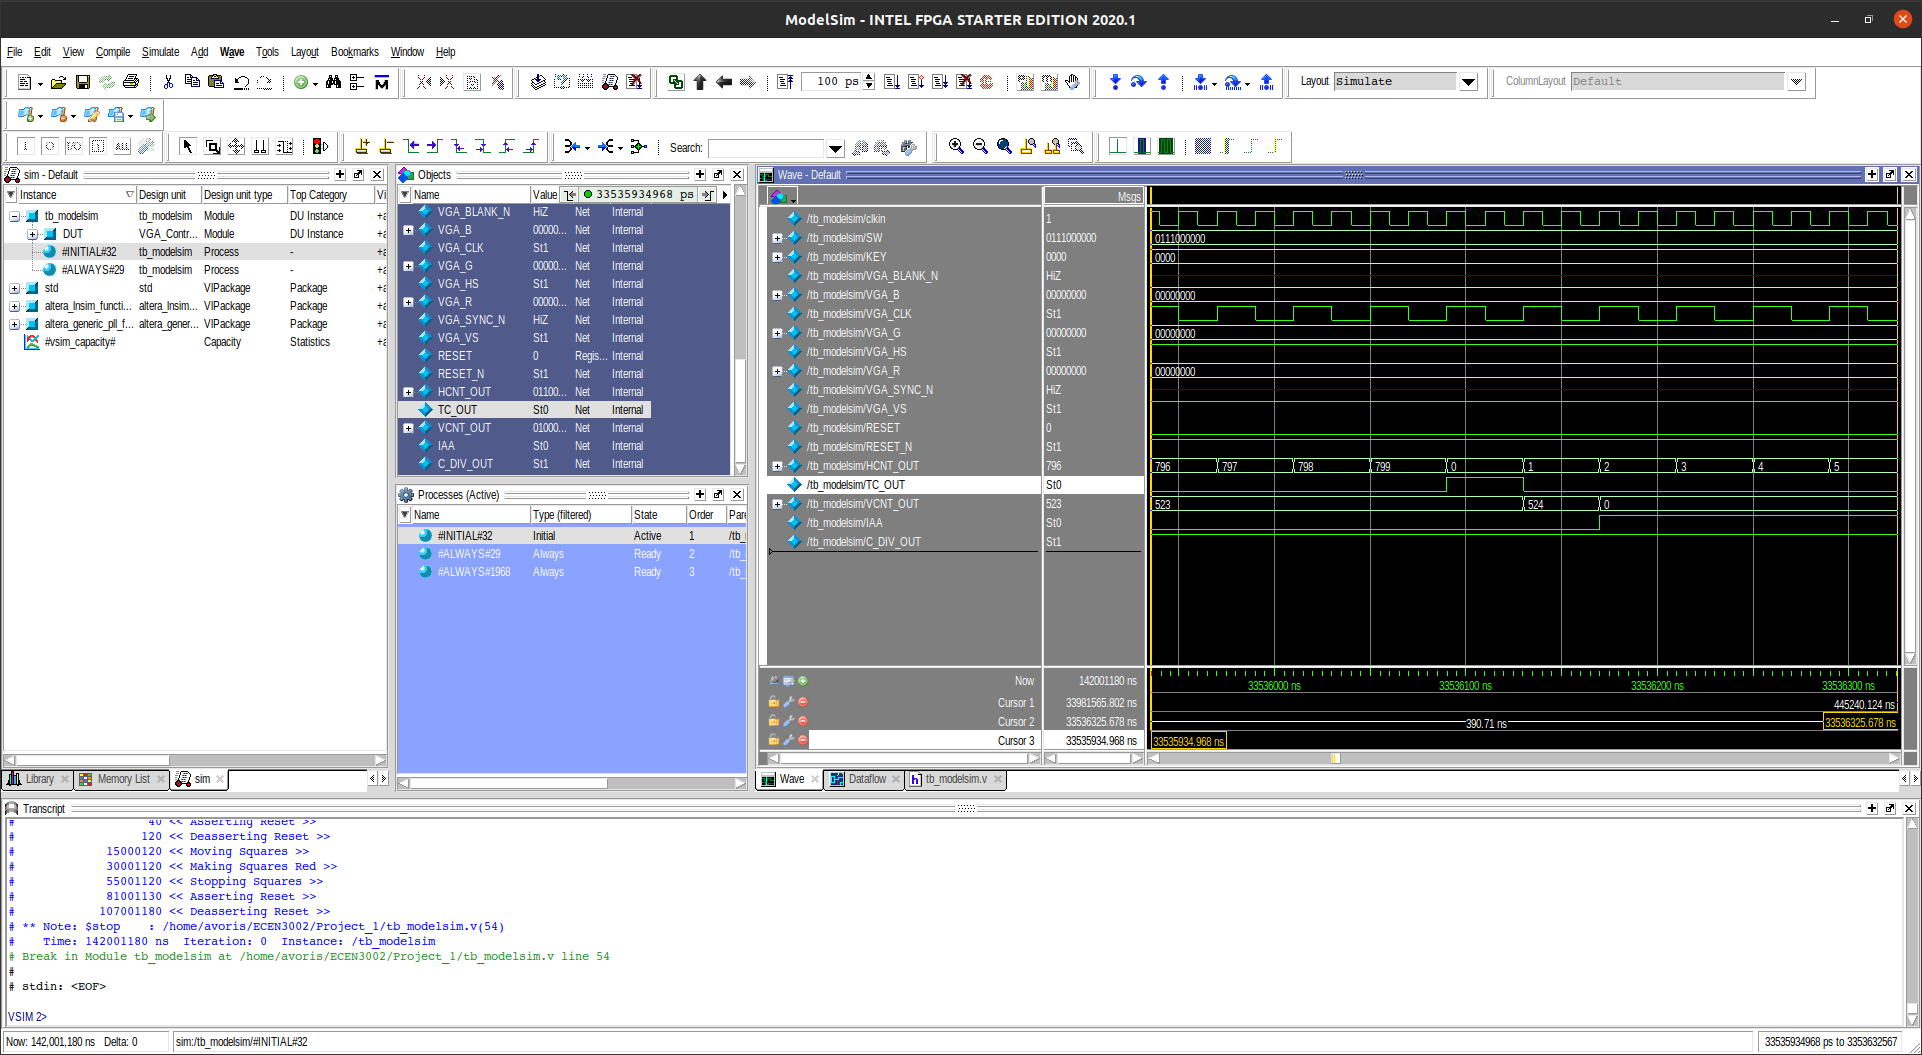 ModelSim - INTEL FPGA STARTER EDITION 2020.1
File Edit View Compile Simulate Add Wave Tools Layout Bookmarks Window Help
100 ps
Layout Simulate
ColumnLayout Default
Search:
sim - Default
Instance Design unit Design unit type Top Category Vi
tb_modelsim tb_modelsim Module DU Instance +a
DUT VGA_Contr... Module DU Instance +a
#INITIAL#32 tb_modelsim Process - +a
#ALWAYS#29 tb_modelsim Process - +a
std std VIPackage Package +a
altera_lnsim_functi... altera_lnsim... VIPackage Package +a
altera_generic_pll_f... altera_gener... VIPackage Package +a
#vsim_capacity# Capacity Statistics +a
Library Memory List sim
Objects
Name Value 33535934968 ps
VGA_BLANK_N HiZ Net Internal
VGA_B 00000... Net Internal
VGA_CLK St1 Net Internal
VGA_G 00000... Net Internal
VGA_HS St1 Net Internal
VGA_R 00000... Net Internal
VGA_SYNC_N HiZ Net Internal
VGA_VS St1 Net Internal
RESET 0 Regis... Internal
RESET_N St1 Net Internal
HCNT_OUT 01100... Net Internal
TC_OUT St0 Net Internal
VCNT_OUT 01000... Net Internal
IAA St0 Net Internal
C_DIV_OUT St1 Net Internal
Processes (Active)
Name Type (filtered) State Order Pare
#INITIAL#32 Initial Active 1 /tb_
#ALWAYS#29 Always Ready 2 /tb_
#ALWAYS#1968 Always Ready 3 /tb_
Wave - Default
Msgs
/tb_modelsim/clkin 1
/tb_modelsim/SW 0111000000 0111000000
/tb_modelsim/KEY 0000 0000
/tb_modelsim/VGA_BLANK_N HiZ
/tb_modelsim/VGA_B 00000000 00000000
/tb_modelsim/VGA_CLK St1
/tb_modelsim/VGA_G 00000000 00000000
/tb_modelsim/VGA_HS St1
/tb_modelsim/VGA_R 00000000 00000000
/tb_modelsim/VGA_SYNC_N HiZ
/tb_modelsim/VGA_VS St1
/tb_modelsim/RESET 0
/tb_modelsim/RESET_N St1
/tb_modelsim/HCNT_OUT 796 796 797 798 799 0 1 2 3 4 5
/tb_modelsim/TC_OUT St0
/tb_modelsim/VCNT_OUT 523 523 524 0
/tb_modelsim/IAA St0
/tb_modelsim/C_DIV_OUT St1
Now 142001180 ns 33536000 ns 33536100 ns 33536200 ns 33536300 ns
Cursor 1 33981565.802 ns 445240.124 ns
Cursor 2 33536325.678 ns 390.71 ns 33536325.678 ns
Cursor 3 33535934.968 ns 33535934.968 ns
Wave Dataflow tb_modelsim.v
Transcript
# 40 << Asserting Reset >>
# 120 << Deasserting Reset >>
# 15000120 << Moving Squares >>
# 30001120 << Making Squares Red >>
# 55001120 << Stopping Squares >>
# 81001130 << Asserting Reset >>
# 107001180 << Deasserting Reset >>
# ** Note: $stop : /home/avoris/ECEN3002/Project_1/tb_modelsim.v(54)
# Time: 142001180 ns Iteration: 0 Instance: /tb_modelsim
# Break in Module tb_modelsim at /home/avoris/ECEN3002/Project_1/tb_modelsim.v line 54
#
# stdin: <EOF>
VSIM 2>
Now: 142,001,180 ns Delta: 0 sim:/tb_modelsim/#INITIAL#32 33535934968 ps to 3353632567